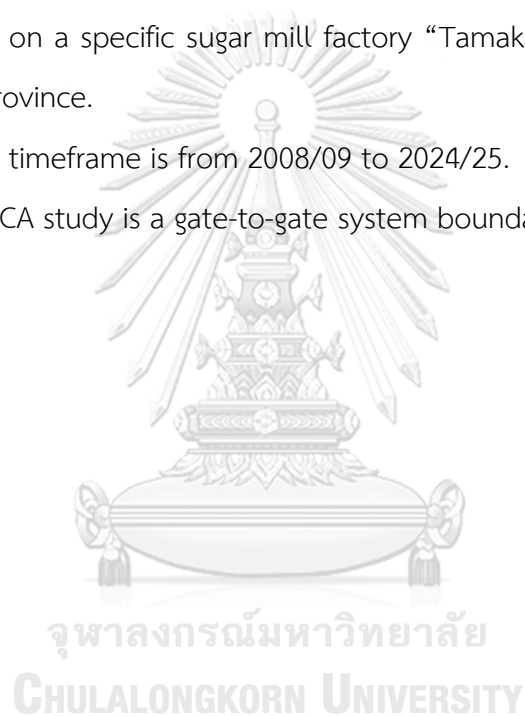 on a specific sugar mill factory “Tamak
rovince.
timeframe is from 2008/09 to 2024/25.
CA study is a gate-to-gate system bounda
จุฬาลงกรณ์มหาวิทยาลัย
CHULALONGKORN UNIVERSITY